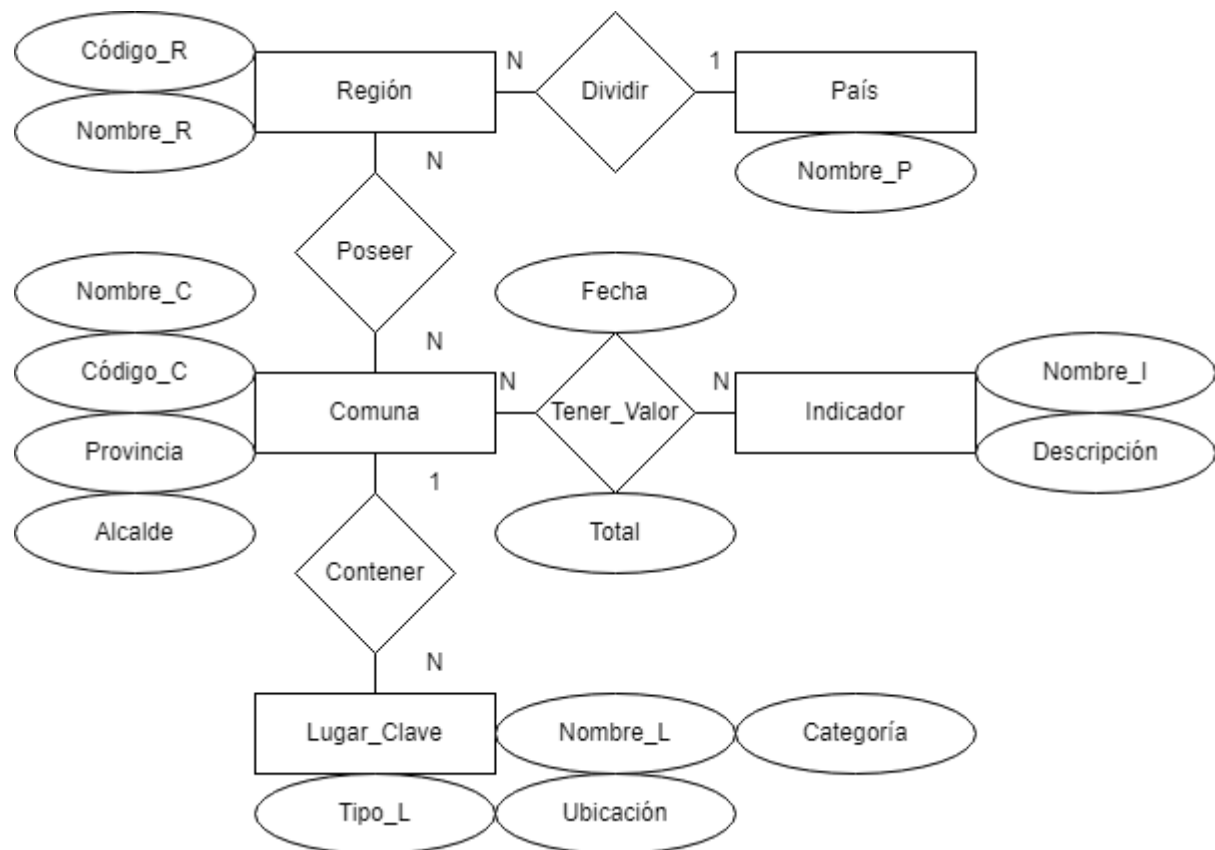 Código_R
Nombre_R
Región
N
Dividir
1
País
Nombre_P
N
Poseer
N
Nombre_C
Código_C
Provincia
Alcalde
Comuna
N
Fecha
Tener_Valor
Total
N
Indicador
Nombre_I
Descripción
1
Contener
N
Lugar_Clave
Nombre_L
Categoría
Tipo_L
Ubicación